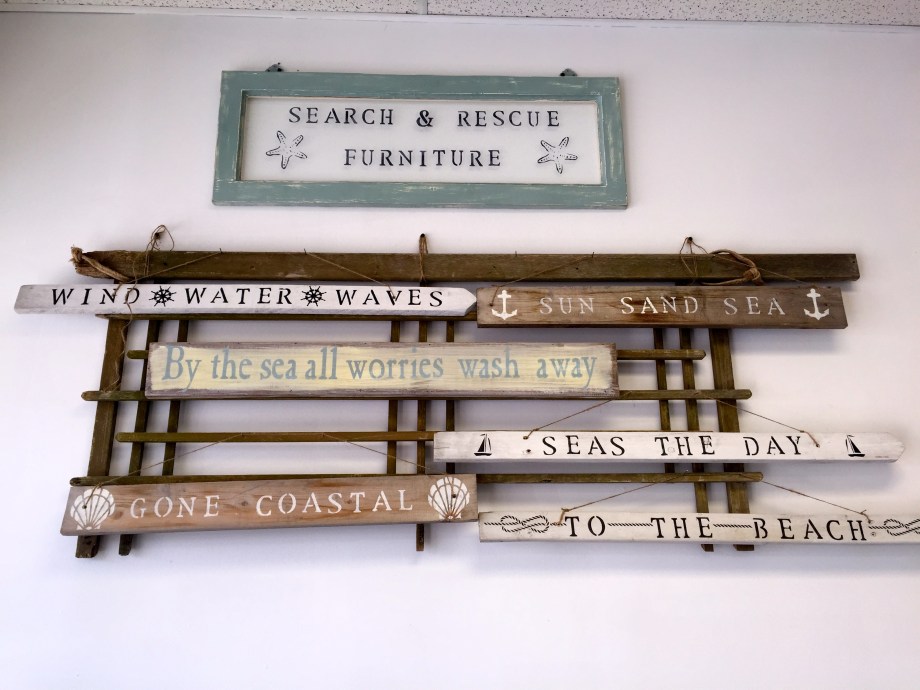 SEARCH & RESCUE
FURNITURE
WIND WATER WAVES
SUN SAND SEA
By the sea all worries wash away
SEAS THE DAY
GONE COASTAL
TO THE BEACH